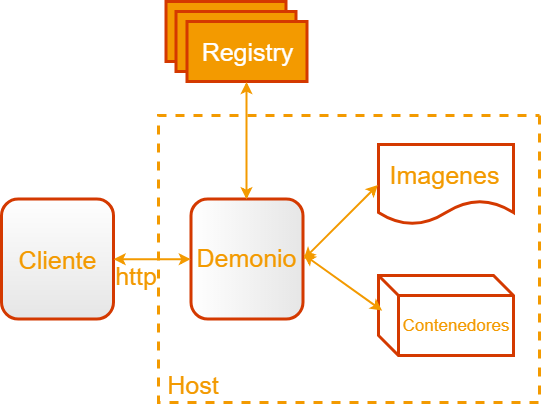 Registry
Imagenes
Cliente
http
Demonio
Contenedores
Host